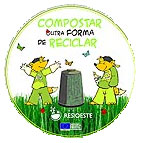 COMPOSTAR
OUTRA FORMA
DE RECICLAR
RESIOESTE